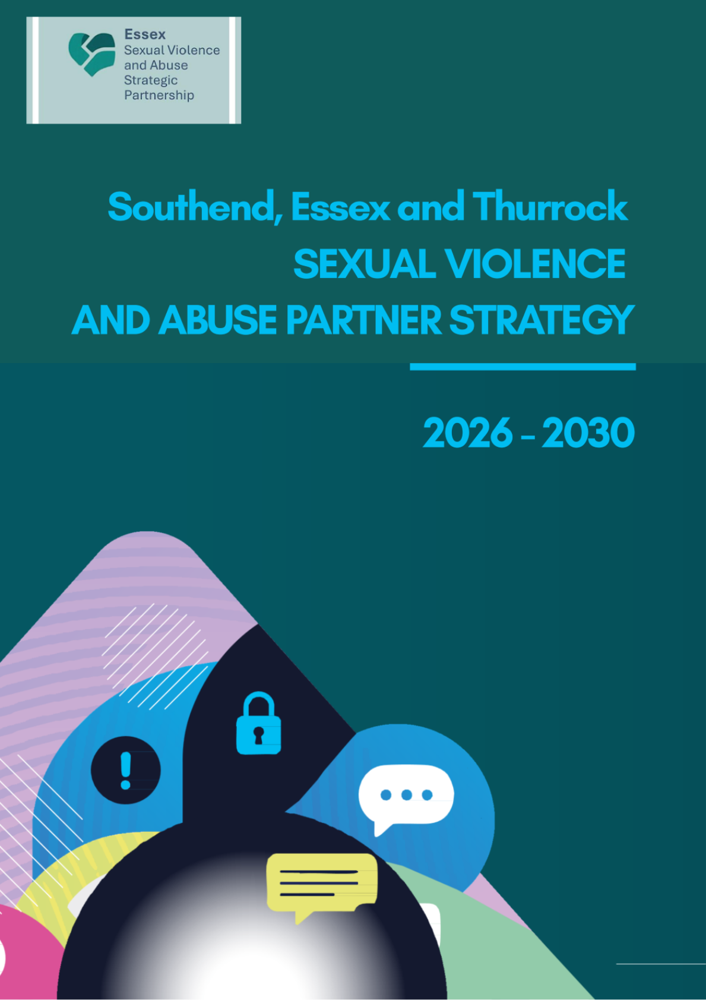 Essex
Sexual Violence
and Abuse
Strategic
Partnership
Southend, Essex and Thurrock
SEXUAL VIOLENCE
AND ABUSE PARTNER STRATEGY
2026 - 2030